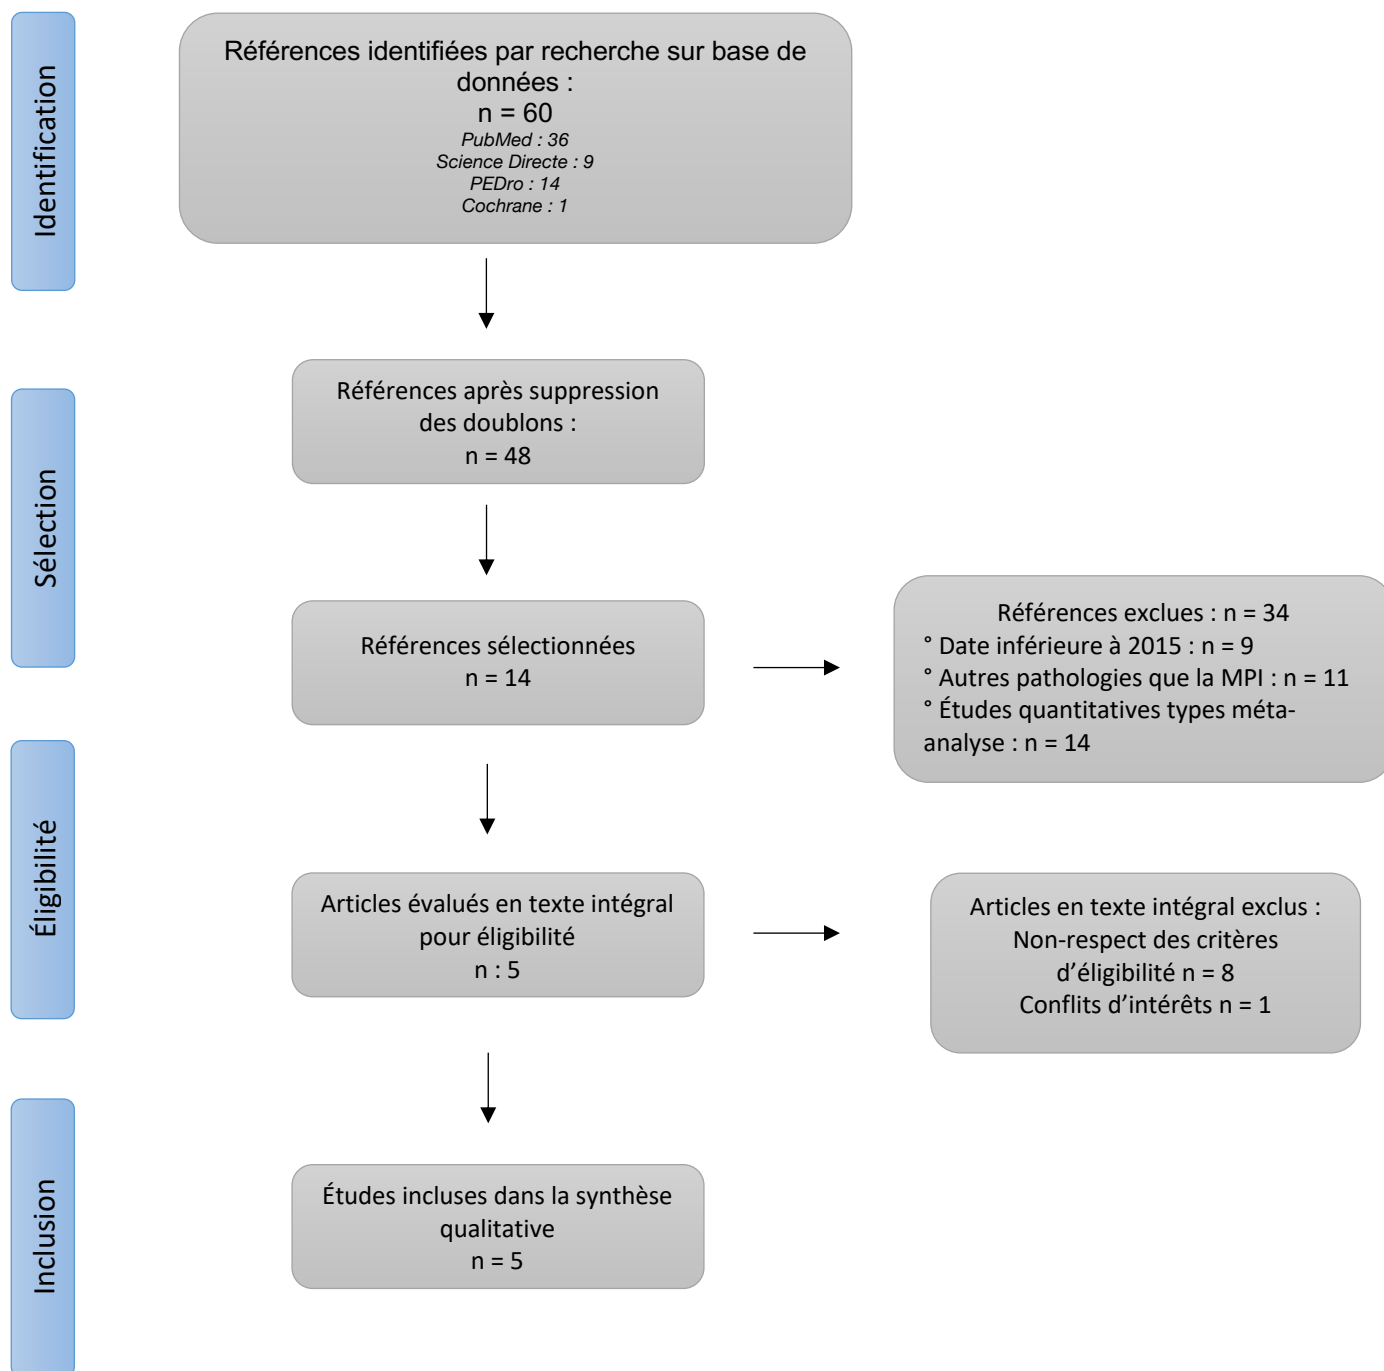 Identification
Références identifiées par recherche sur base de
données :
n = 60
PubMed : 36
Science Directe : 9
PEDro : 14
Cochrane : 1
Sélection
Références après suppression
des doublons :
n = 48
Références sélectionnées
n = 14
Références exclues : n = 34
° Date inférieure à 2015 : n = 9
° Autres pathologies que la MPI : n = 11
° Études quantitatives types méta-
analyse : n = 14
Éligibilité
Articles évalués en texte intégral
pour éligibilité
n : 5
Articles en texte intégral exclus :
Non-respect des critères
d’éligibilité n = 8
Conflits d’intérêts n = 1
Inclusion
Études incluses dans la synthèse
qualitative
n = 5